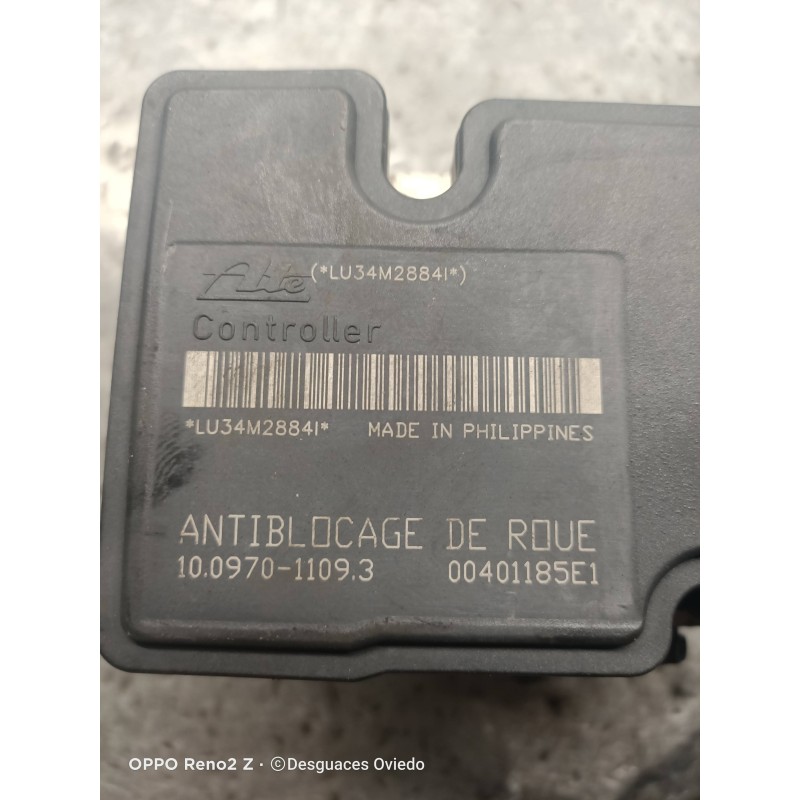 Ate (*LU34M2884I*)
Controller
*LU34M2884I* MADE IN PHILIPPINES
ANTIBLOCAGE DE ROUE
10.0970-1109.3 00401185E1
OPPO Reno2 Z · ©Desguaces Oviedo